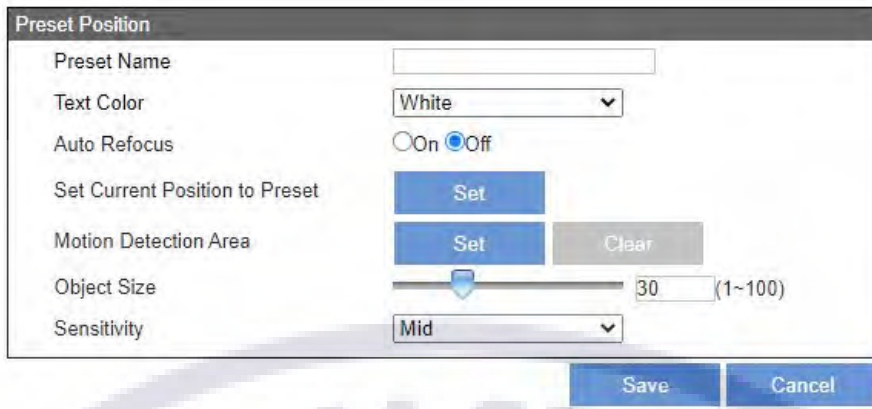 Preset Position
Preset Name
Text Color White
Auto Refocus On Off
Set Current Position to Preset Set
Motion Detection Area Set Clear
Object Size 30 (1~100)
Sensitivity Mid
Save Cancel